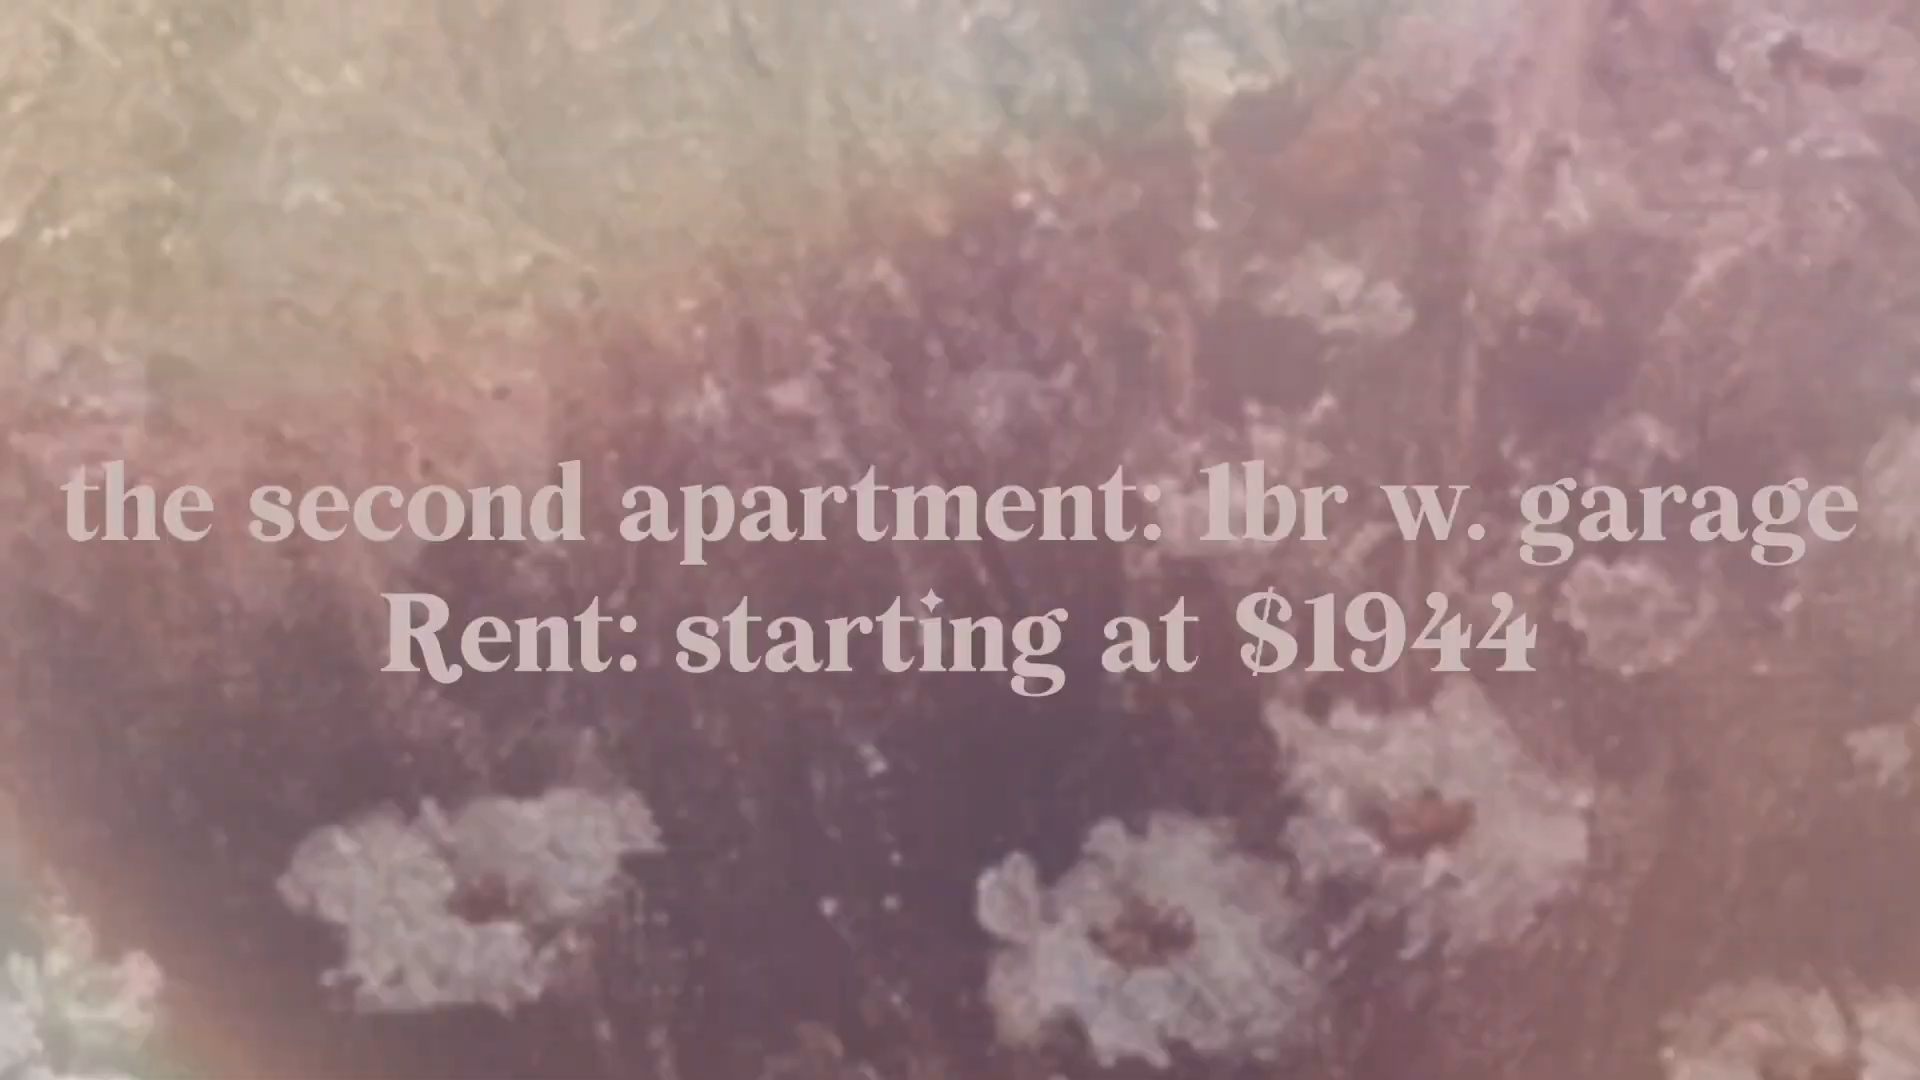 the second apartment: 1br w. garage
Rent: starting at $1944